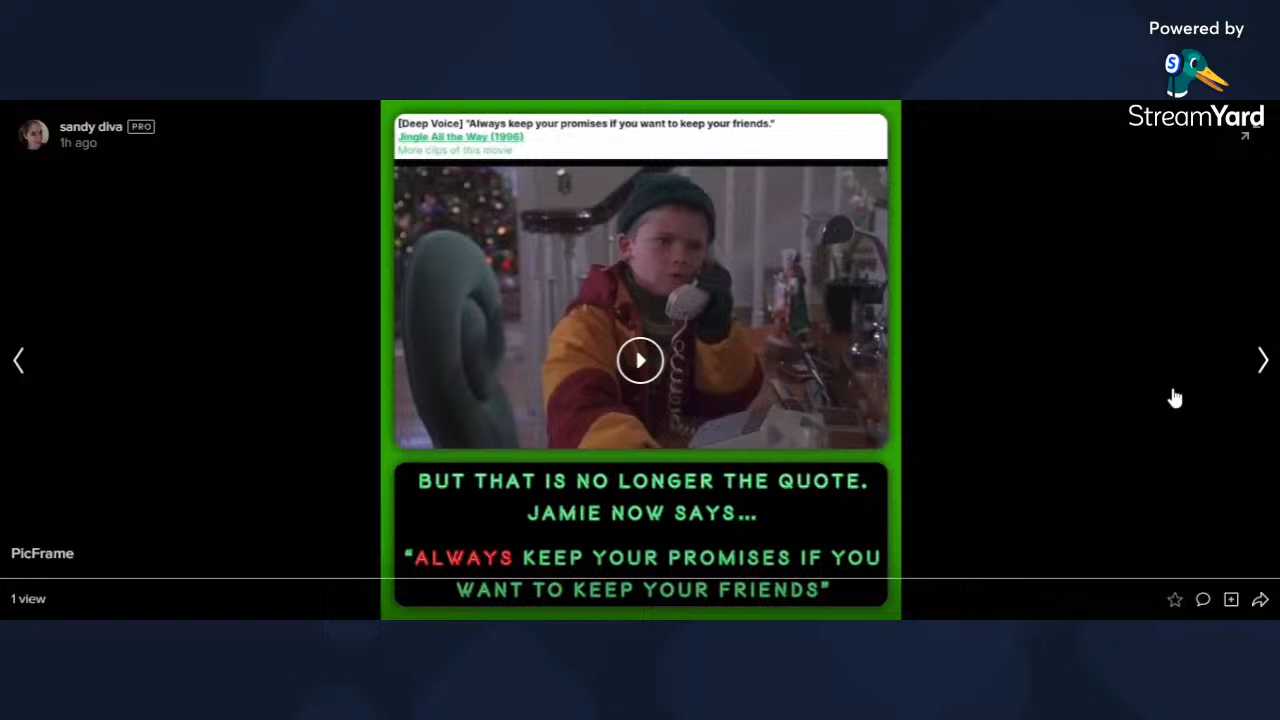 Powered by
StreamYard
sandy diva PRO
1h ago
[Deep Voice] "Always keep your promises if you want to keep your friends."
Jingle All the Way (1996)
More clips of this movie
BUT THAT IS NO LONGER THE QUOTE.
JAMIE NOW SAYS...
"ALWAYS KEEP YOUR PROMISES IF YOU
WANT TO KEEP YOUR FRIENDS"
PicFrame
1 view